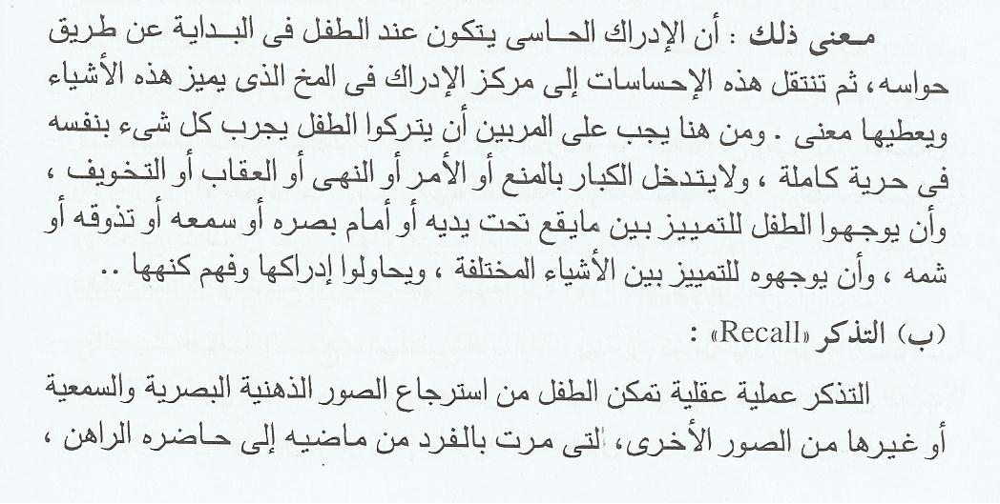 معنى ذلك : أن الإدراك الحاسى يتكون عند الطفل فى البداية عن طريق
حواسه، ثم تنتقل هذه الإحساسات إلى مركز الإدراك فى المخ الذى يميز هذه الأشياء
ويعطيها معنى . ومن هنا يجب على المربين أن يتركوا الطفل يجرب كل شىء بنفسه
فى حرية كاملة ، ولايتدخل الكبار بالمنع أو الأمر أو النهى أو العقاب أو التخويف ،
وأن يوجهوا الطفل للتمييز بين مايقع تحت يديه أو أمام بصره أو سمعه أو تذوقه أو
شمه ، وأن يوجهوه للتمييز بين الأشياء المختلفة ، ويحاولوا إدراكها وفهم كنهها ..
(ب) التذكر «Recall» :
التذكر عملية عقلية تمكن الطفل من استرجاع الصور الذهنية البصرية والسمعية
أو غيرها من الصور الأخرى، التى مرت بالفرد من ماضيه إلى حاضره الراهن ،